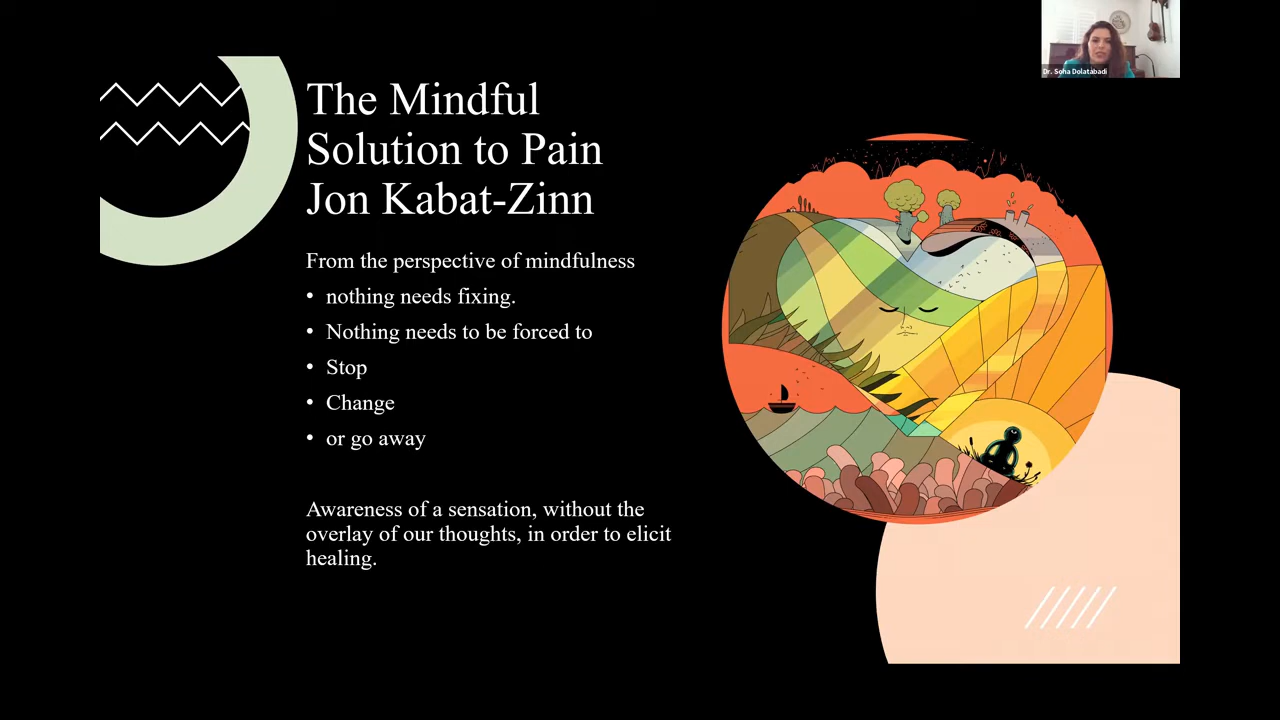 Dr. Soha Dolatabadi
The Mindful
Solution to Pain
Jon Kabat-Zinn
From the perspective of mindfulness
• nothing needs fixing.
• Nothing needs to be forced to
• Stop
• Change
• or go away
Awareness of a sensation, without the
overlay of our thoughts, in order to elicit
healing.